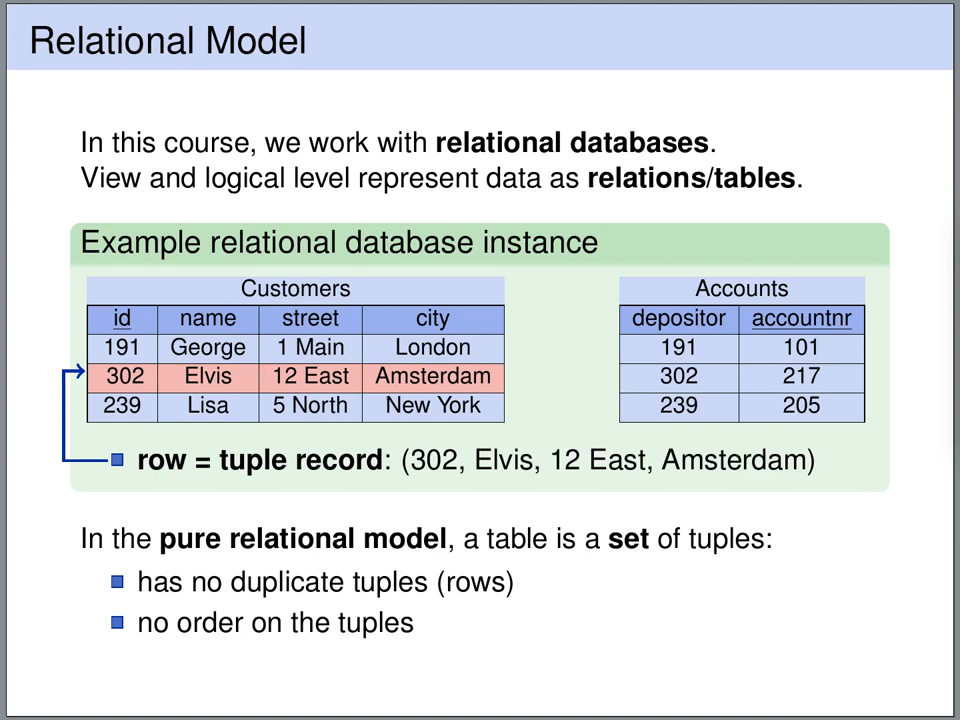 Relational Model
In this course, we work with relational databases.
View and logical level represent data as relations/tables.
Example relational database instance
Customers
id name street city
191 George 1 Main London
302 Elvis 12 East Amsterdam
239 Lisa 5 North New York
Accounts
depositor accountnr
191 101
302 217
239 205
row = tuple record: (302, Elvis, 12 East, Amsterdam)
In the pure relational model, a table is a set of tuples:
has no duplicate tuples (rows)
no order on the tuples